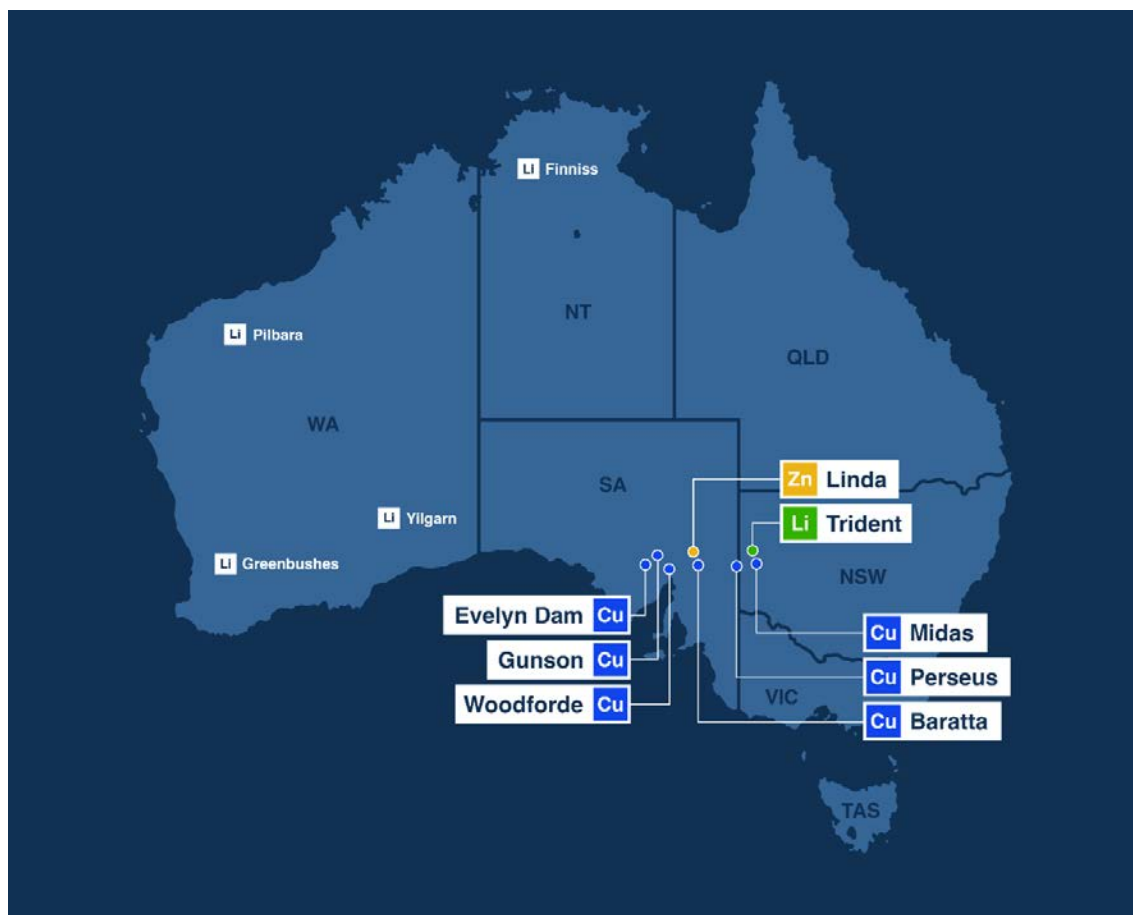 Li Finniss
NT
Li Pilbara
QLD
WA
Zn Linda
SA
Li Trident
Li Yilgarn
Li Greenbushes
NSW
Evelyn Dam Cu
Cu Midas
Gunson Cu
Cu Perseus
Woodforde Cu
VIC
Cu Baratta
TAS